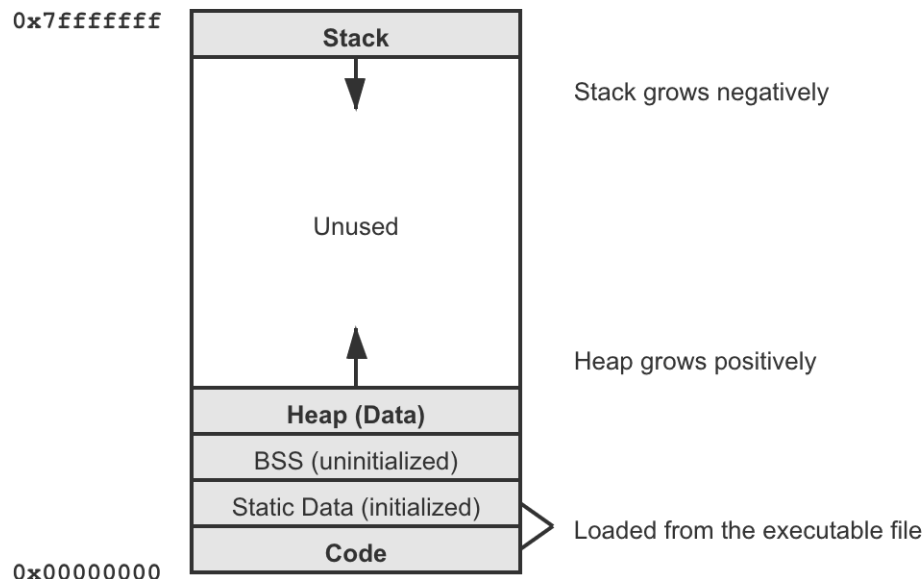 0x7fffffff
Stack
Stack grows negatively
Unused
Heap grows positively
Heap (Data)
BSS (uninitialized)
Static Data (initialized)
Loaded from the executable file
Code
0x00000000